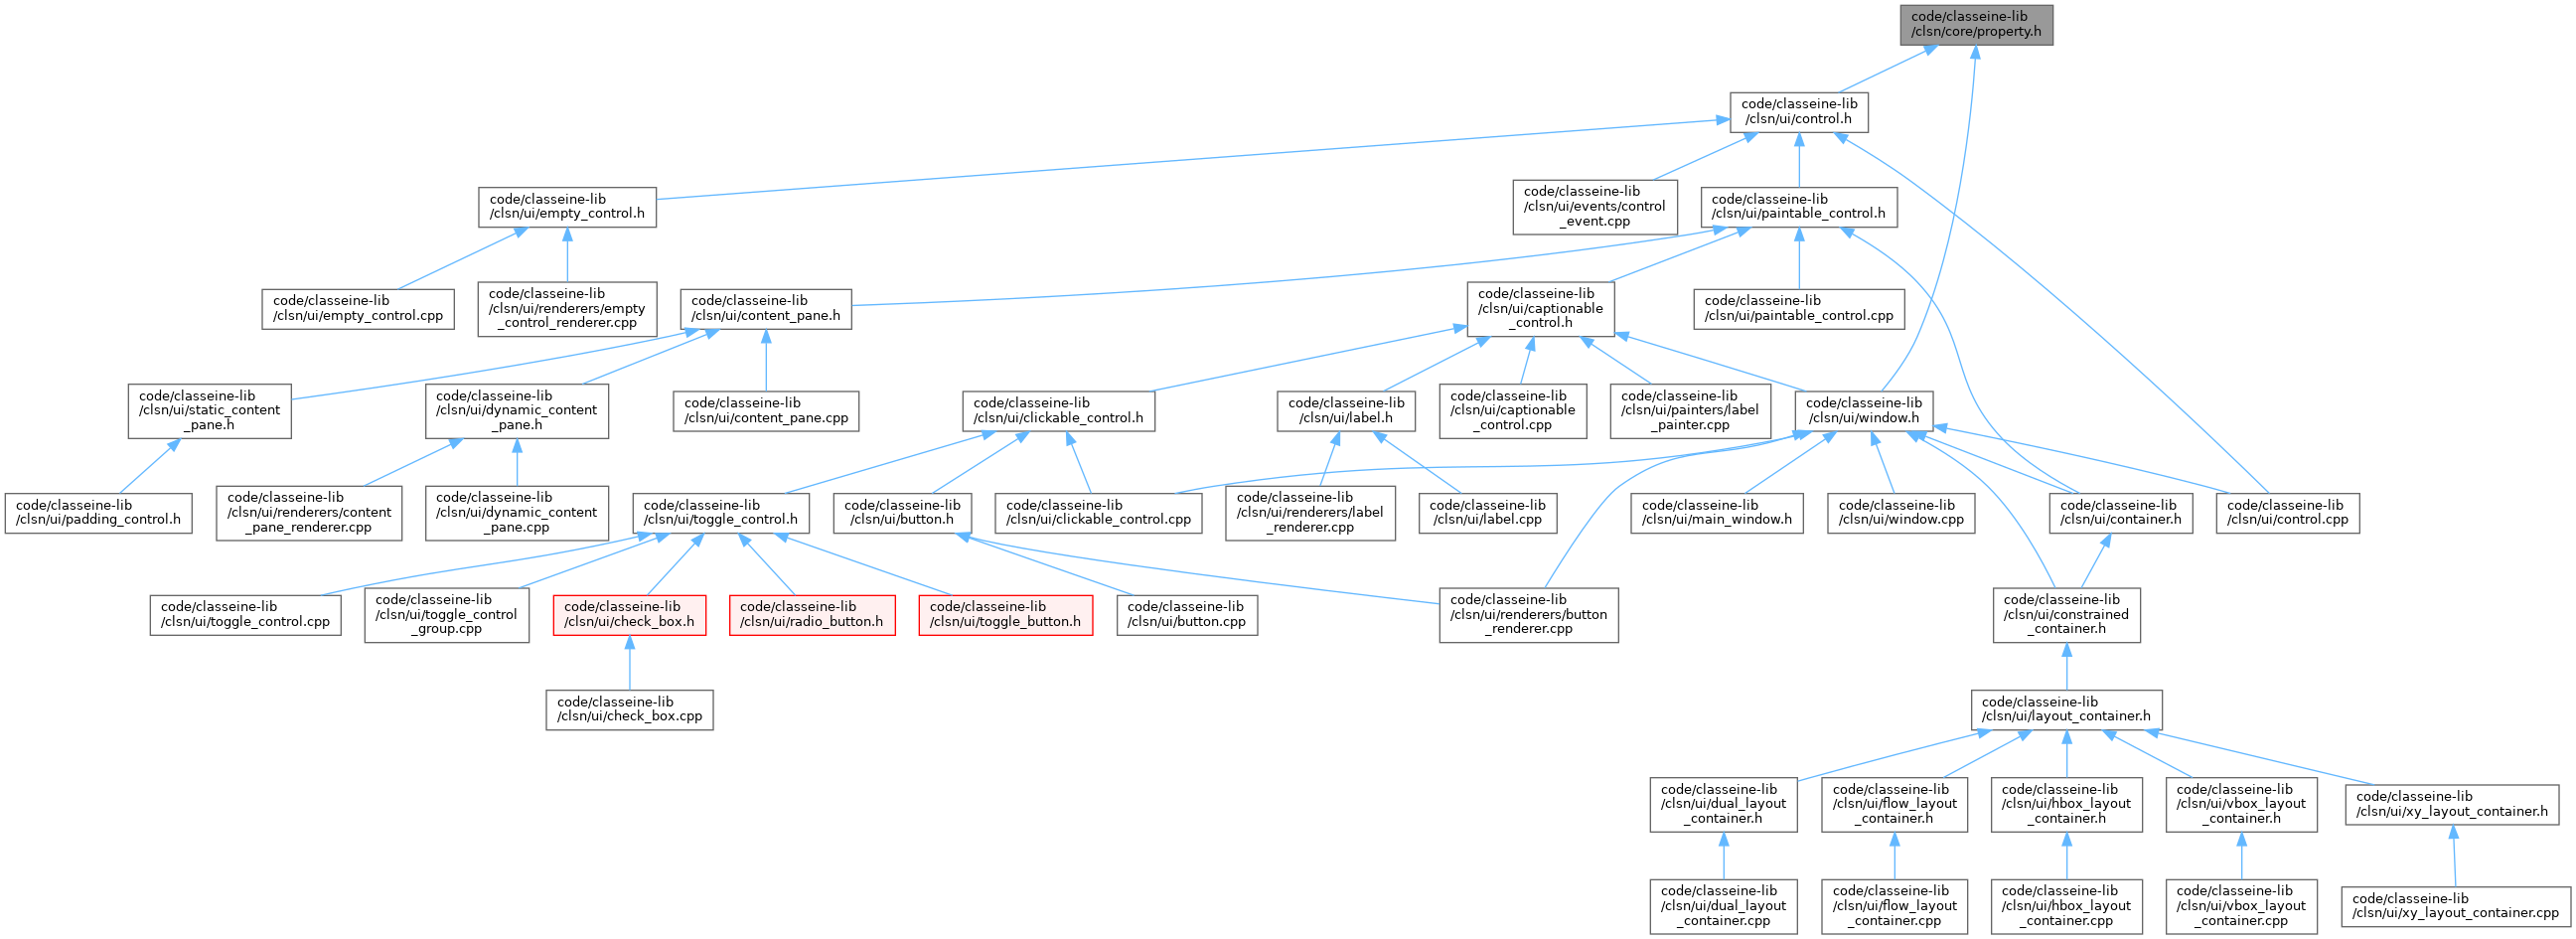 code/classeine-lib
/clsn/core/property.h
code/classeine-lib
/clsn/ui/control.h
code/classeine-lib
/clsn/ui/empty_control.h
code/classeine-lib
/clsn/ui/events/control
_event.cpp
code/classeine-lib
/clsn/ui/paintable_control.h
code/classeine-lib
/clsn/ui/empty_control.cpp
code/classeine-lib
/clsn/ui/renderers/empty
_control_renderer.cpp
code/classeine-lib
/clsn/ui/content_pane.h
code/classeine-lib
/clsn/ui/captionable
_control.h
code/classeine-lib
/clsn/ui/paintable_control.cpp
code/classeine-lib
/clsn/ui/static_content
_pane.h
code/classeine-lib
/clsn/ui/dynamic_content
_pane.h
code/classeine-lib
/clsn/ui/content_pane.cpp
code/classeine-lib
/clsn/ui/clickable_control.h
code/classeine-lib
/clsn/ui/label.h
code/classeine-lib
/clsn/ui/captionable
_control.cpp
code/classeine-lib
/clsn/ui/painters/label
_painter.cpp
code/classeine-lib
/clsn/ui/window.h
code/classeine-lib
/clsn/ui/padding_control.h
code/classeine-lib
/clsn/ui/renderers/content
_pane_renderer.cpp
code/classeine-lib
/clsn/ui/dynamic_content
_pane.cpp
code/classeine-lib
/clsn/ui/toggle_control.h
code/classeine-lib
/clsn/ui/button.h
code/classeine-lib
/clsn/ui/clickable_control.cpp
code/classeine-lib
/clsn/ui/renderers/label
_renderer.cpp
code/classeine-lib
/clsn/ui/label.cpp
code/classeine-lib
/clsn/ui/main_window.h
code/classeine-lib
/clsn/ui/window.cpp
code/classeine-lib
/clsn/ui/container.h
code/classeine-lib
/clsn/ui/control.cpp
code/classeine-lib
/clsn/ui/toggle_control.cpp
code/classeine-lib
/clsn/ui/toggle_control
_group.cpp
code/classeine-lib
/clsn/ui/check_box.h
code/classeine-lib
/clsn/ui/radio_button.h
code/classeine-lib
/clsn/ui/toggle_button.h
code/classeine-lib
/clsn/ui/button.cpp
code/classeine-lib
/clsn/ui/renderers/button
_renderer.cpp
code/classeine-lib
/clsn/ui/constrained
_container.h
code/classeine-lib
/clsn/ui/check_box.cpp
code/classeine-lib
/clsn/ui/layout_container.h
code/classeine-lib
/clsn/ui/dual_layout
_container.h
code/classeine-lib
/clsn/ui/flow_layout
_container.h
code/classeine-lib
/clsn/ui/hbox_layout
_container.h
code/classeine-lib
/clsn/ui/vbox_layout
_container.h
code/classeine-lib
/clsn/ui/xy_layout_container.h
code/classeine-lib
/clsn/ui/dual_layout
_container.cpp
code/classeine-lib
/clsn/ui/flow_layout
_container.cpp
code/classeine-lib
/clsn/ui/hbox_layout
_container.cpp
code/classeine-lib
/clsn/ui/vbox_layout
_container.cpp
code/classeine-lib
/clsn/ui/xy_layout_container.cpp